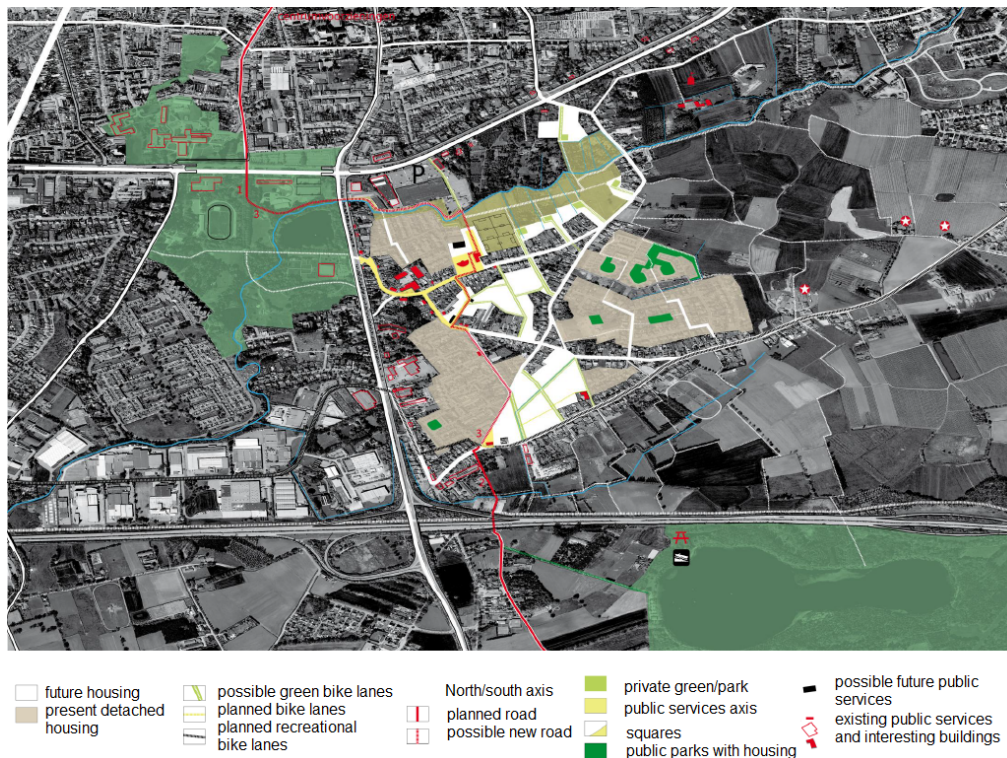 P
1
3
3
future housing
present detached
housing
possible green bike lanes
planned bike lanes
planned recreational
bike lanes
North/south axis
planned road
possible new road
private green/park
public services axis
squares
public parks with housing
possible future public
services
existing public services
and interesting buildings